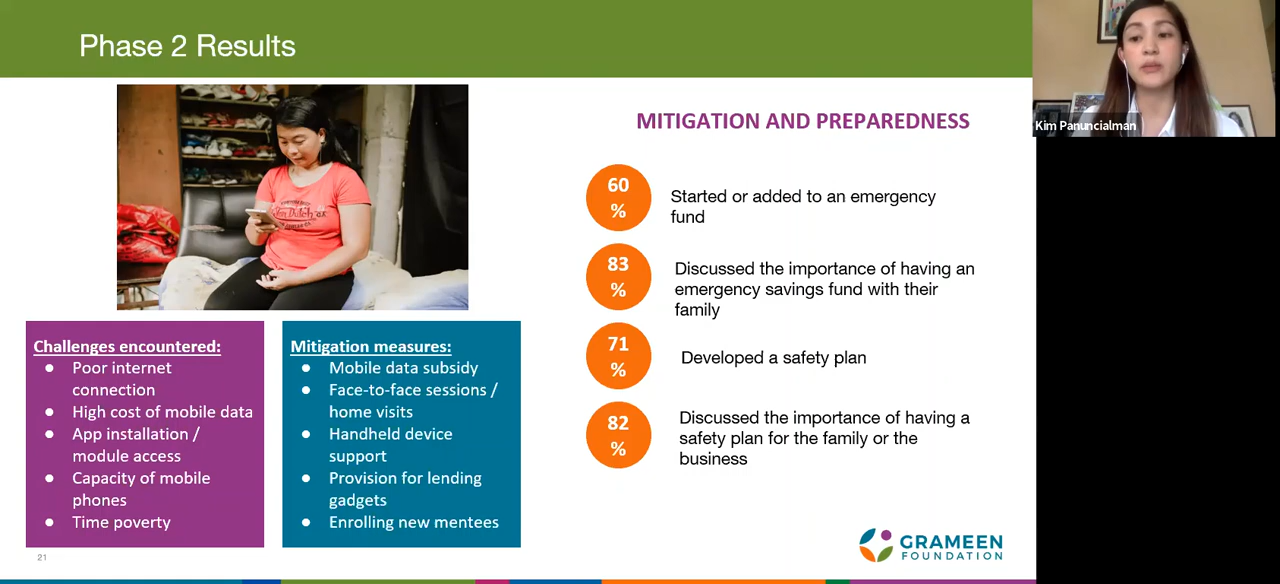 Phase 2 Results
MITIGATION AND PREPAREDNESS
60
%
Started or added to an emergency
fund
83
%
Discussed the importance of having an
emergency savings fund with their
family
71
%
Developed a safety plan
82
%
Discussed the importance of having a
safety plan for the family or the
business
Challenges encountered:
● Poor internet
connection
● High cost of mobile data
● App installation /
module access
● Capacity of mobile
phones
● Time poverty
Mitigation measures:
● Mobile data subsidy
● Face-to-face sessions /
home visits
● Handheld device
support
● Provision for lending
gadgets
● Enrolling new mentees
21
GRAMEEN
FOUNDATION
Kim Panuncialman